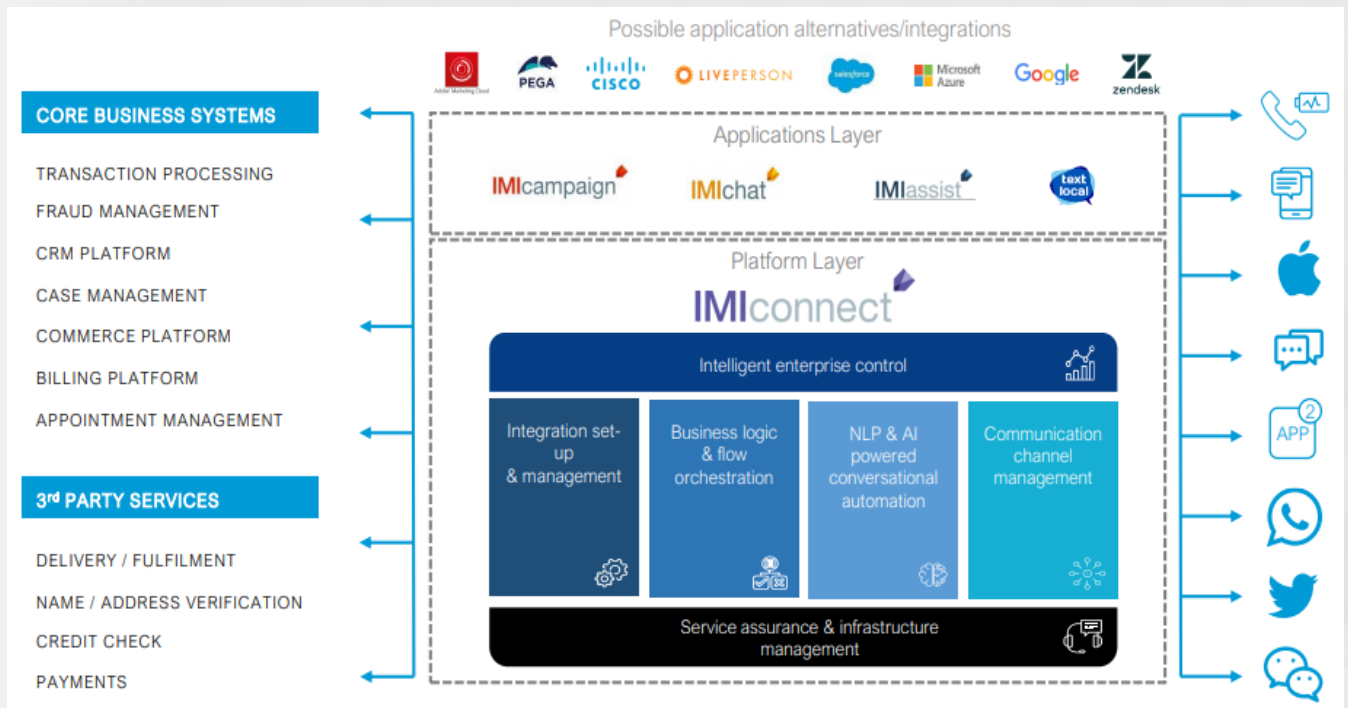 Possible application alternatives/integrations
Adobe Marketing Cloud
PEGA
CISCO
LIVEPERSON
salesforce
Microsoft
Azure
Google
zendesk
CORE BUSINESS SYSTEMS
TRANSACTION PROCESSING
FRAUD MANAGEMENT
CRM PLATFORM
CASE MANAGEMENT
COMMERCE PLATFORM
BILLING PLATFORM
APPOINTMENT MANAGEMENT
3rd PARTY SERVICES
DELIVERY / FULFILMENT
NAME / ADDRESS VERIFICATION
CREDIT CHECK
PAYMENTS
Applications Layer
IMIcampaign
IMIchat
IMIassist
text
local
Platform Layer
IMIconnect
Intelligent enterprise control
Integration set-
up
& management
Business logic
& flow
orchestration
NLP & AI
powered
conversational
automation
Communication
channel
management
Service assurance & infrastructure
management
APP
2